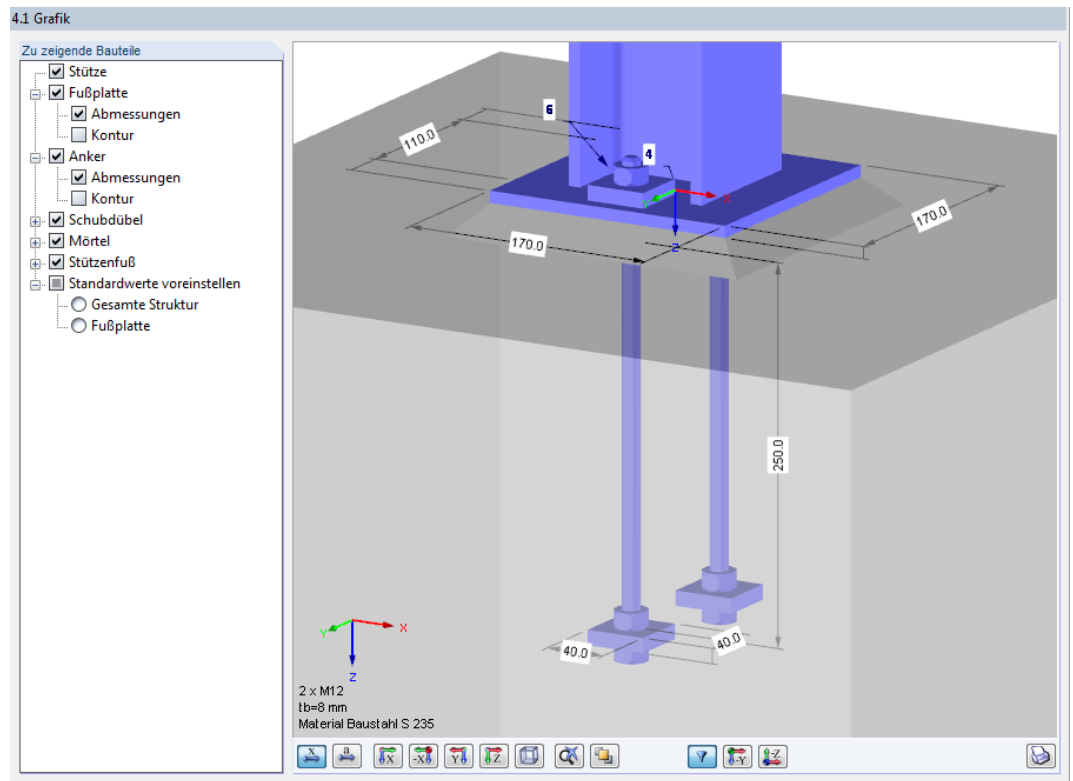 4.1 Grafik
Zu zeigende Bauteile
Stütze
Fußplatte
Abmessungen
Kontur
Anker
Abmessungen
Kontur
Schubdübel
Mörtel
Stützenfuß
Standardwerte voreinstellen
Gesamte Struktur
Fußplatte
6
110.0
4
X
170.0
170.0
Z
250.0
40.0
40.0
Y
X
Z
2 x M12
tb=8 mm
Material Baustahl S 235
x a X -X Y Z -Y -Z